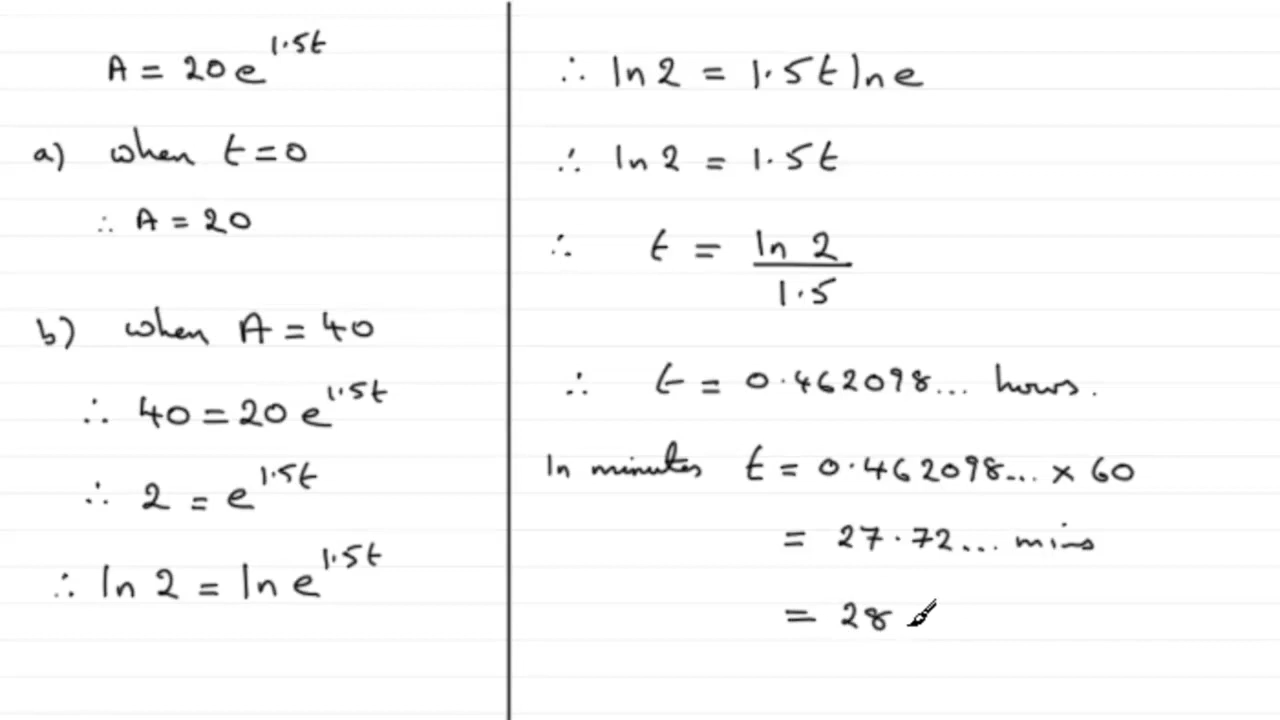 A = 20e^1.5t
a) when t = 0
∴ A = 20
b) when A = 40
∴ 40 = 20e^1.5t
∴ 2 = e^1.5t
∴ ln 2 = ln e^1.5t
∴ ln 2 = 1.5t ln e
∴ ln 2 = 1.5t
∴ t = ln 2 / 1.5
∴ t = 0.462098... hours.
In minutes t = 0.462098... × 60
= 27.72... mins
= 28